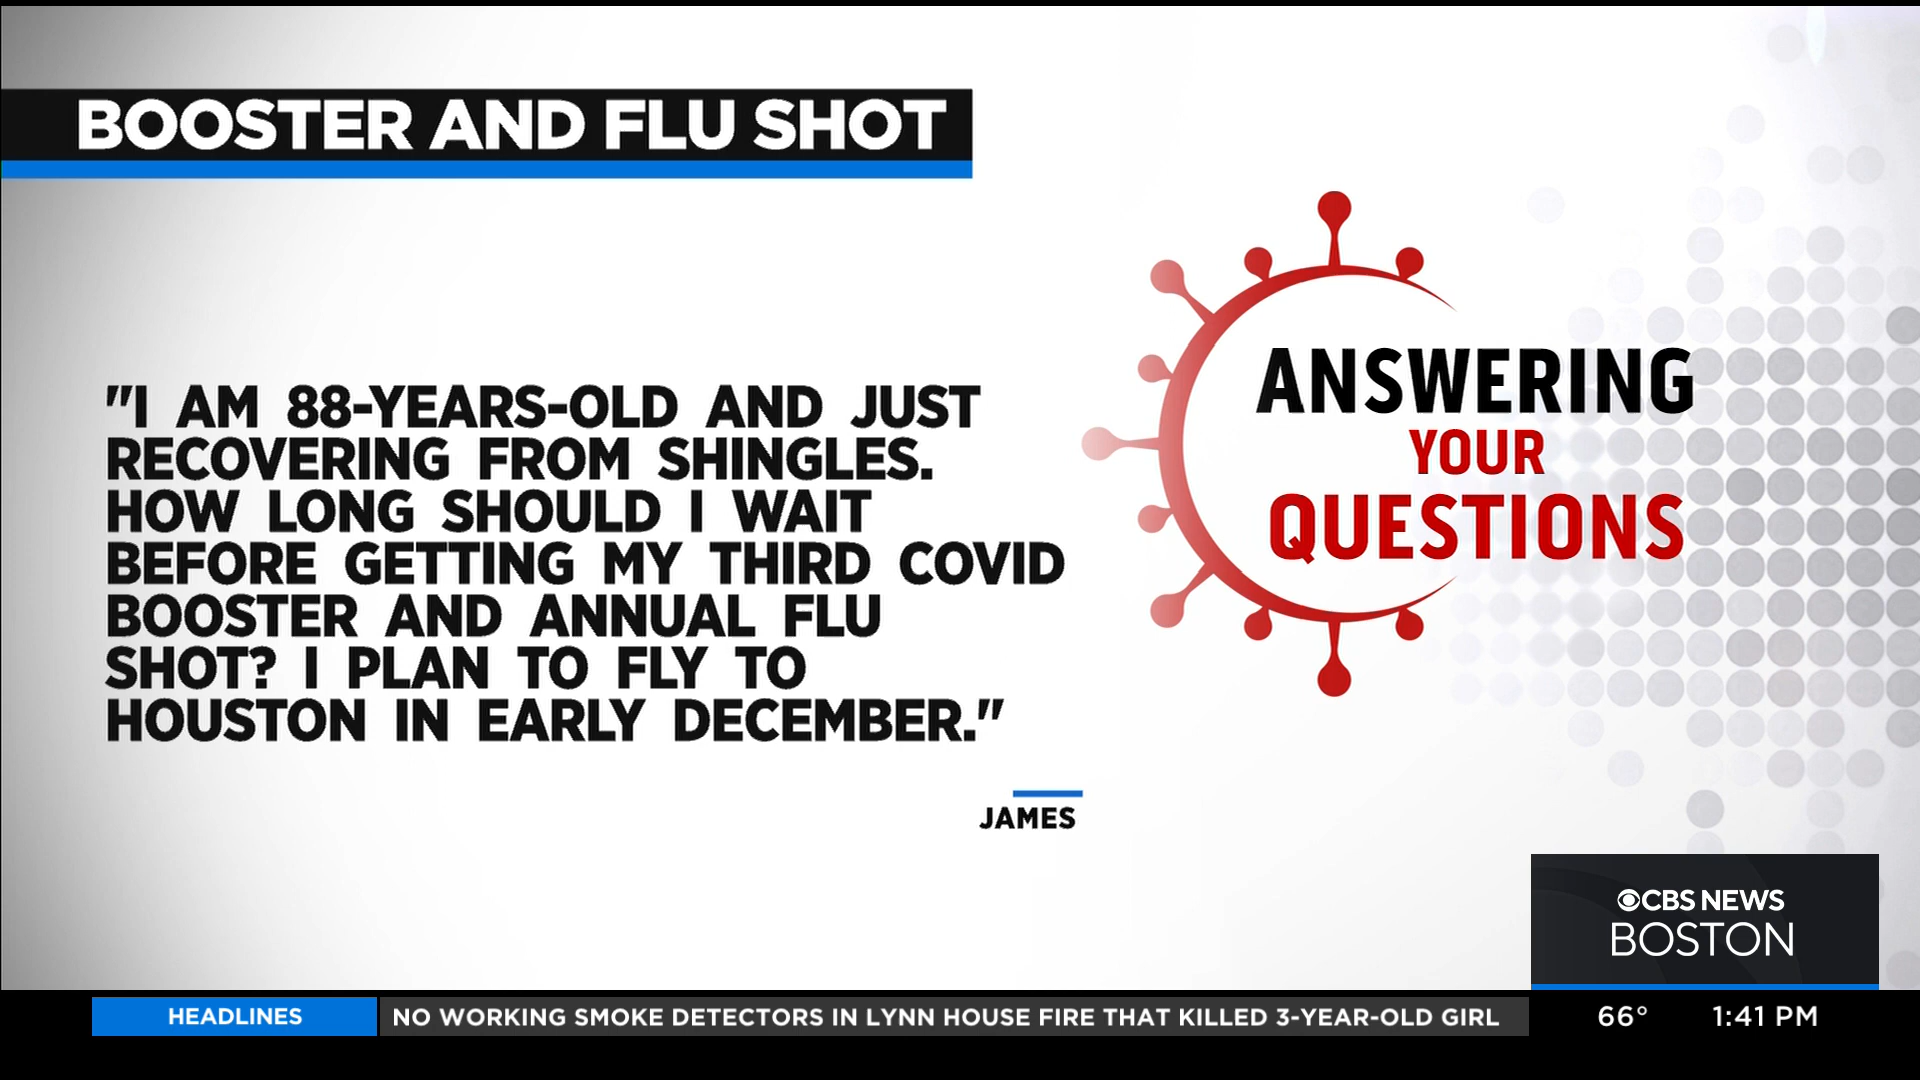 BOOSTER AND FLU SHOT
"I AM 88-YEARS-OLD AND JUST
RECOVERING FROM SHINGLES.
HOW LONG SHOULD I WAIT
BEFORE GETTING MY THIRD COVID
BOOSTER AND ANNUAL FLU
SHOT? I PLAN TO FLY TO
HOUSTON IN EARLY DECEMBER."
JAMES
ANSWERING
YOUR
QUESTIONS
CBS NEWS
BOSTON
HEADLINES
NO WORKING SMOKE DETECTORS IN LYNN HOUSE FIRE THAT KILLED 3-YEAR-OLD GIRL
66° 1:41 PM